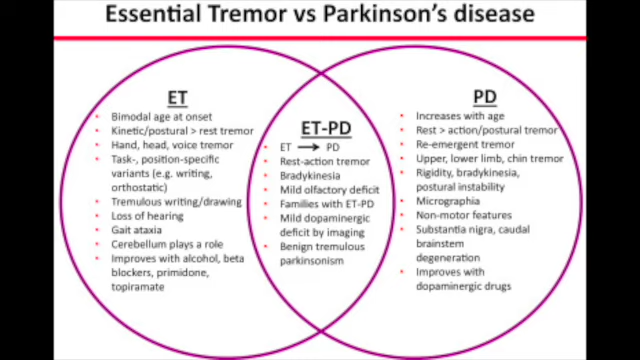 Essential Tremor vs Parkinson's disease
ET
Bimodal age at onset
Kinetic/postural > rest tremor
Hand, head, voice tremor
Task-, position-specific
variants (e.g. writing,
orthostatic)
Tremulous writing/drawing
Loss of hearing
Gait ataxia
Cerebellum plays a role
Improves with alcohol, beta
blockers, primidone,
topiramate
ET-PD
ET → PD
Rest-action tremor
Bradykinesia
Mild olfactory deficit
Families with ET-PD
Mild dopaminergic
deficit by imaging
Benign tremulous
parkinsonism
PD
Increases with age
Rest > action/postural tremor
Re-emergent tremor
Upper, lower limb, chin tremor
Rigidity, bradykinesia,
postural instability
Micrographia
Non-motor features
Substantia nigra, caudal
brainstem
degeneration
Improves with
dopaminergic drugs